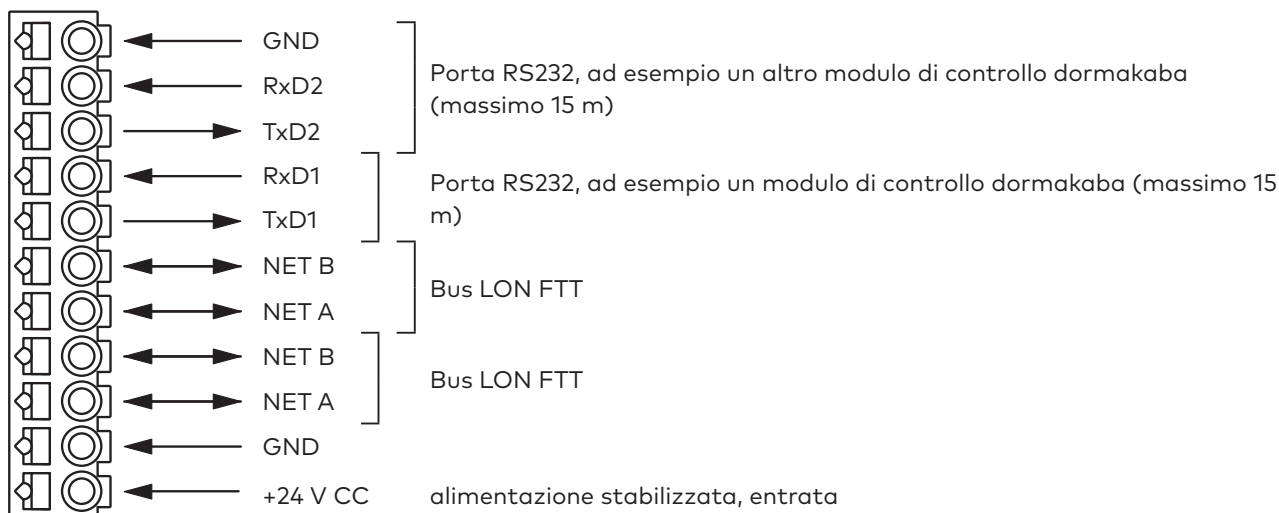 GND
RxD2
Porta RS232, ad esempio un altro modulo di controllo dormakaba
(massimo 15 m)
TxD2
RxD1
Porta RS232, ad esempio un modulo di controllo dormakaba (massimo 15
m)
TxD1
NET B
Bus LON FTT
NET A
NET B
Bus LON FTT
NET A
GND
+24 V CC alimentazione stabilizzata, entrata